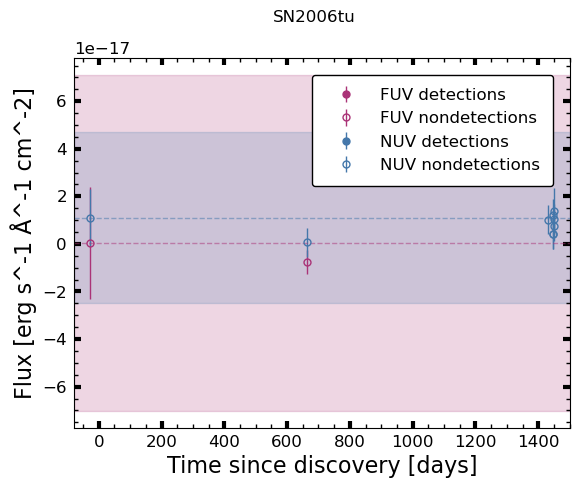 SN2006tu
1e−17
Flux [erg s^-1 Å^-1 cm^-2]
6
4
2
0
−2
−4
−6
FUV detections
FUV nondetections
NUV detections
NUV nondetections
0 200 400 600 800 1000 1200 1400
Time since discovery [days]